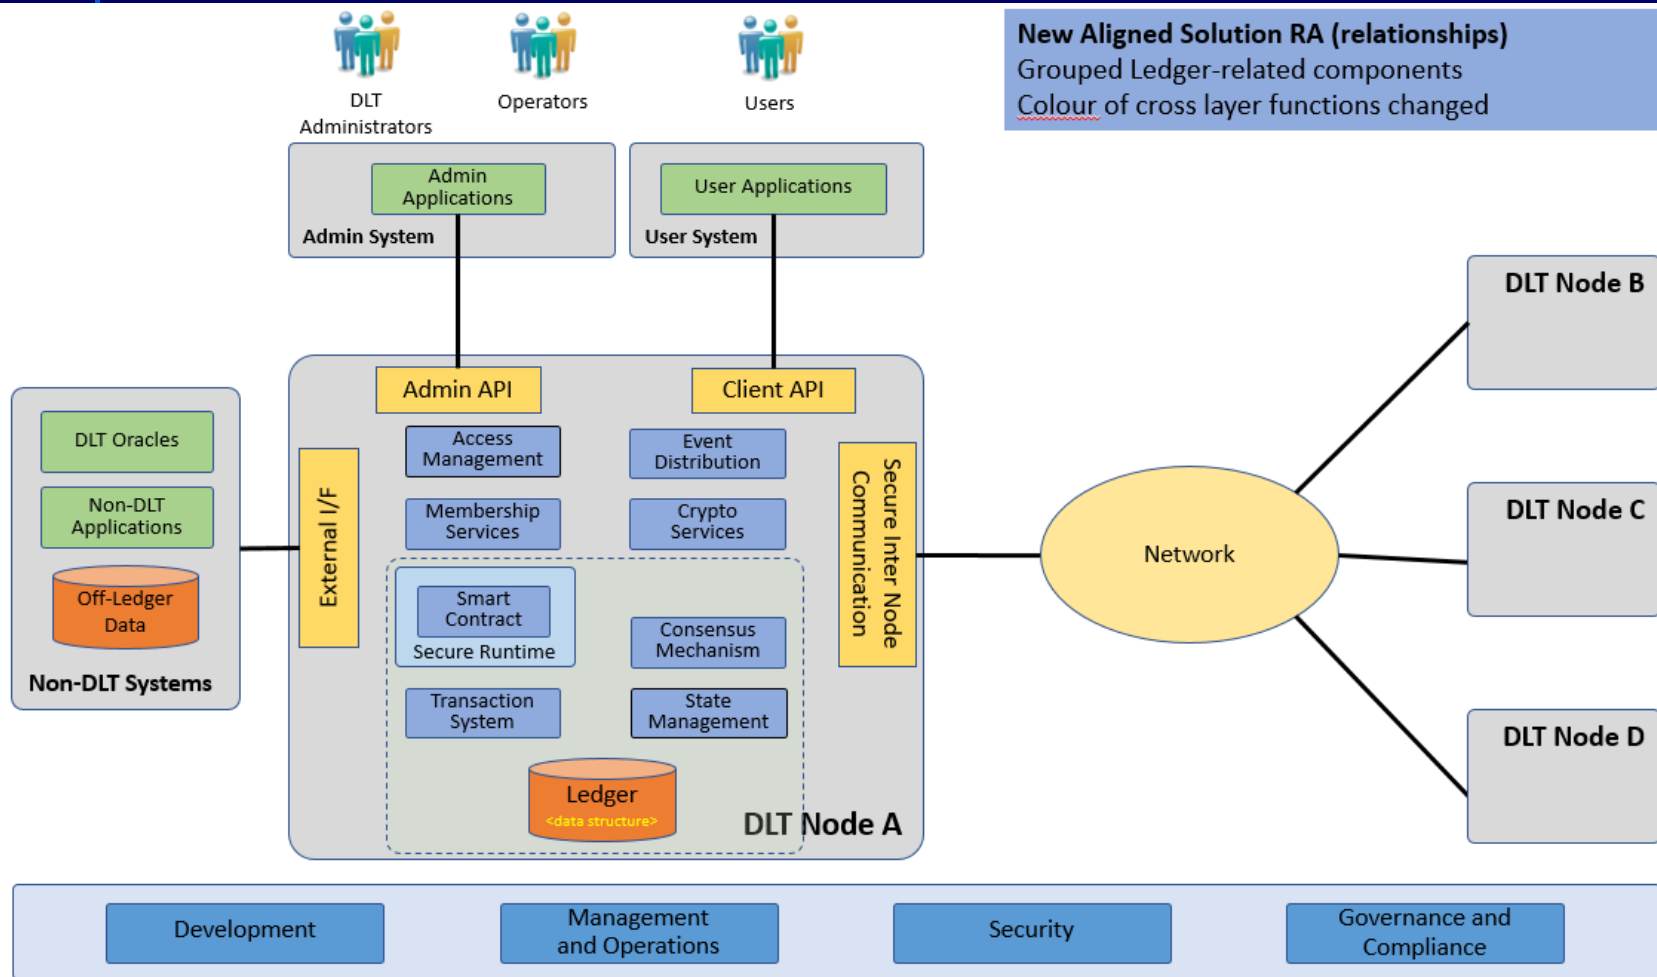 New Aligned Solution RA (relationships)
Grouped Ledger-related components
Colour of cross layer functions changed
DLT
Administrators
Operators
Users
Admin
Applications
Admin System
User Applications
User System
DLT Node B
DLT Node C
DLT Node D
Admin API
Client API
DLT Oracles
Non-DLT
Applications
Off-Ledger
Data
Non-DLT Systems
External I/F
Access
Management
Event
Distribution
Membership
Services
Crypto
Services
Secure Inter Node
Communication
Network
Smart
Contract
Secure Runtime
Consensus
Mechanism
Transaction
System
State
Management
Ledger
<data structure>
DLT Node A
Development
Management
and Operations
Security
Governance and
Compliance